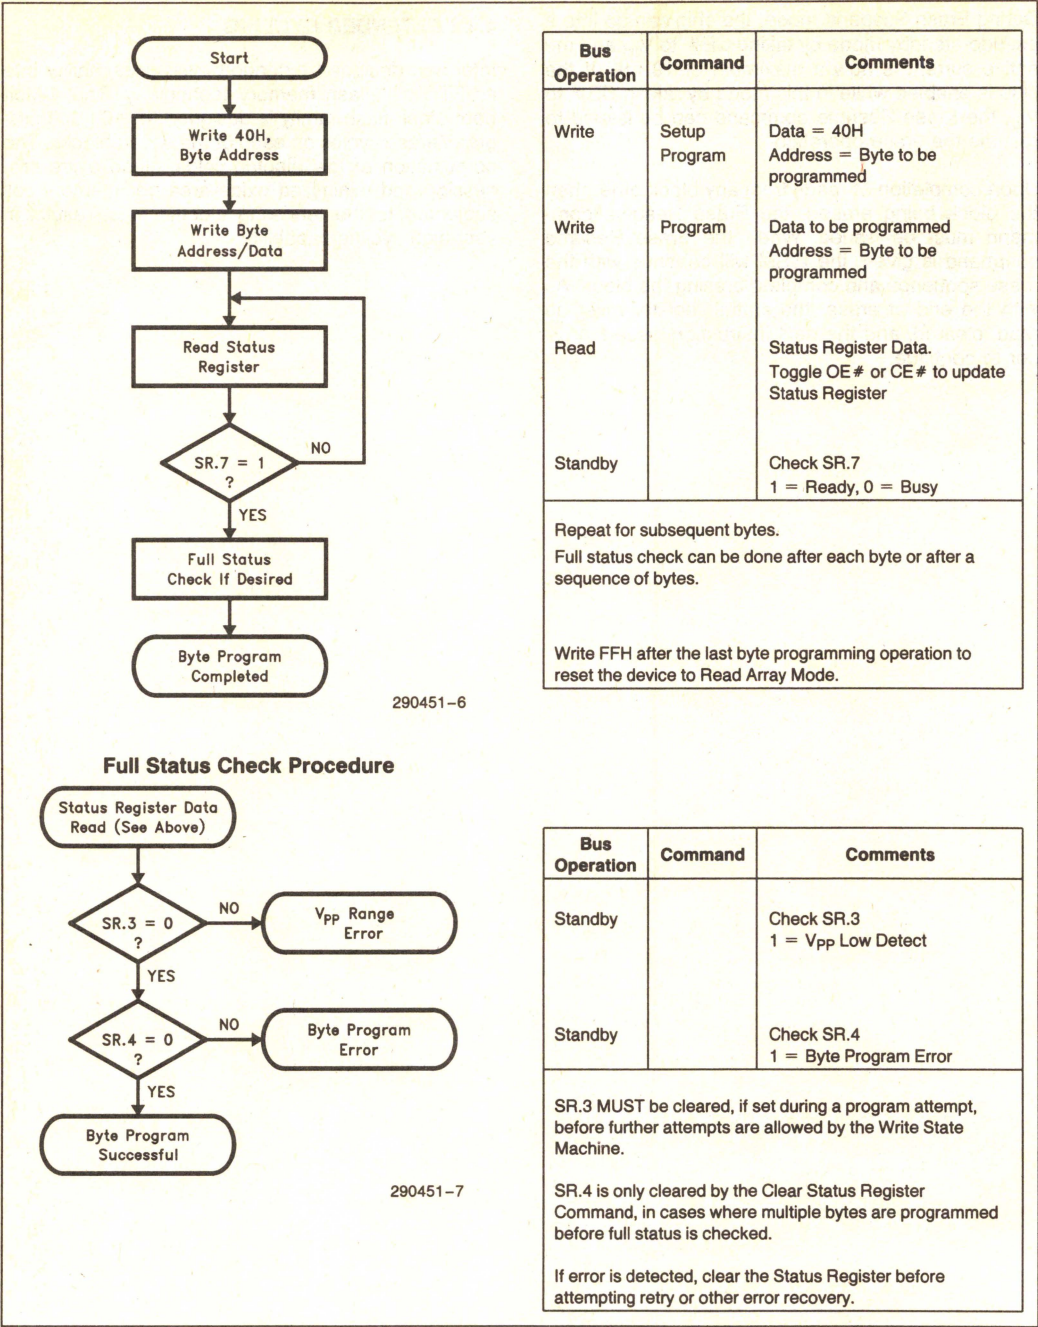 Start
Write 40H,
Byte Address
Write Byte
Address/Data
Read Status
Register
SR.7 = 1
?
NO
YES
Full Status
Check If Desired
Byte Program
Completed
290451–6
Bus
Operation
Command
Comments
Write
Setup
Program
Data = 40H
Address = Byte to be
programmed
Write
Program
Data to be programmed
Address = Byte to be
programmed
Read
Status Register Data.
Toggle OE# or CE# to update
Status Register
Standby
Check SR.7
1 = Ready, 0 = Busy
Repeat for subsequent bytes.
Full status check can be done after each byte or after a
sequence of bytes.
Write FFH after the last byte programming operation to
reset the device to Read Array Mode.
Full Status Check Procedure
Status Register Data
Read (See Above)
SR.3 = 0
?
NO
VPP Range
Error
YES
SR.4 = 0
?
NO
Byte Program
Error
YES
Byte Program
Successful
290451–7
Bus
Operation
Command
Comments
Standby
Check SR.3
1 = VPP Low Detect
Standby
Check SR.4
1 = Byte Program Error
SR.3 MUST be cleared, if set during a program attempt,
before further attempts are allowed by the Write State
Machine.
SR.4 is only cleared by the Clear Status Register
Command, in cases where multiple bytes are programmed
before full status is checked.
If error is detected, clear the Status Register before
attempting retry or other error recovery.